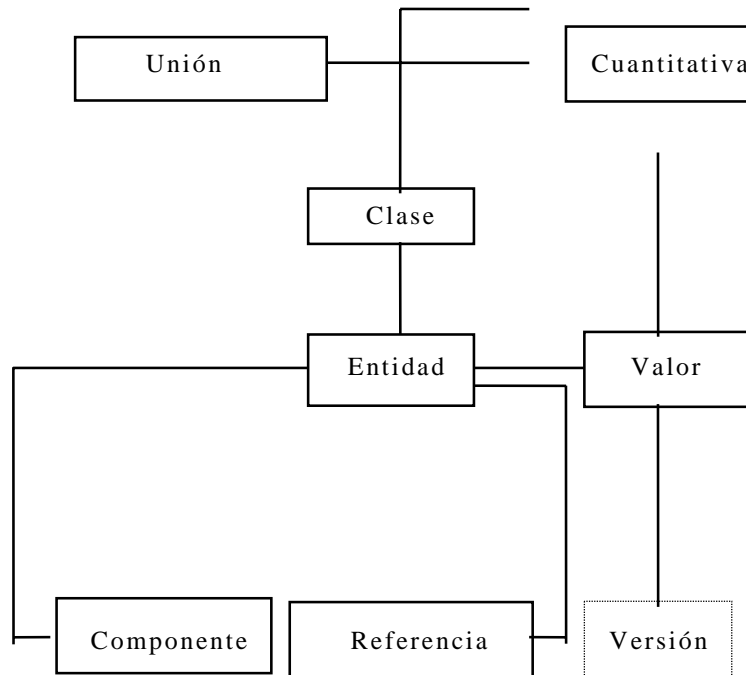 Unión
Cuantitativa
Clase
Entidad
Valor
Componente
Referencia
Versión